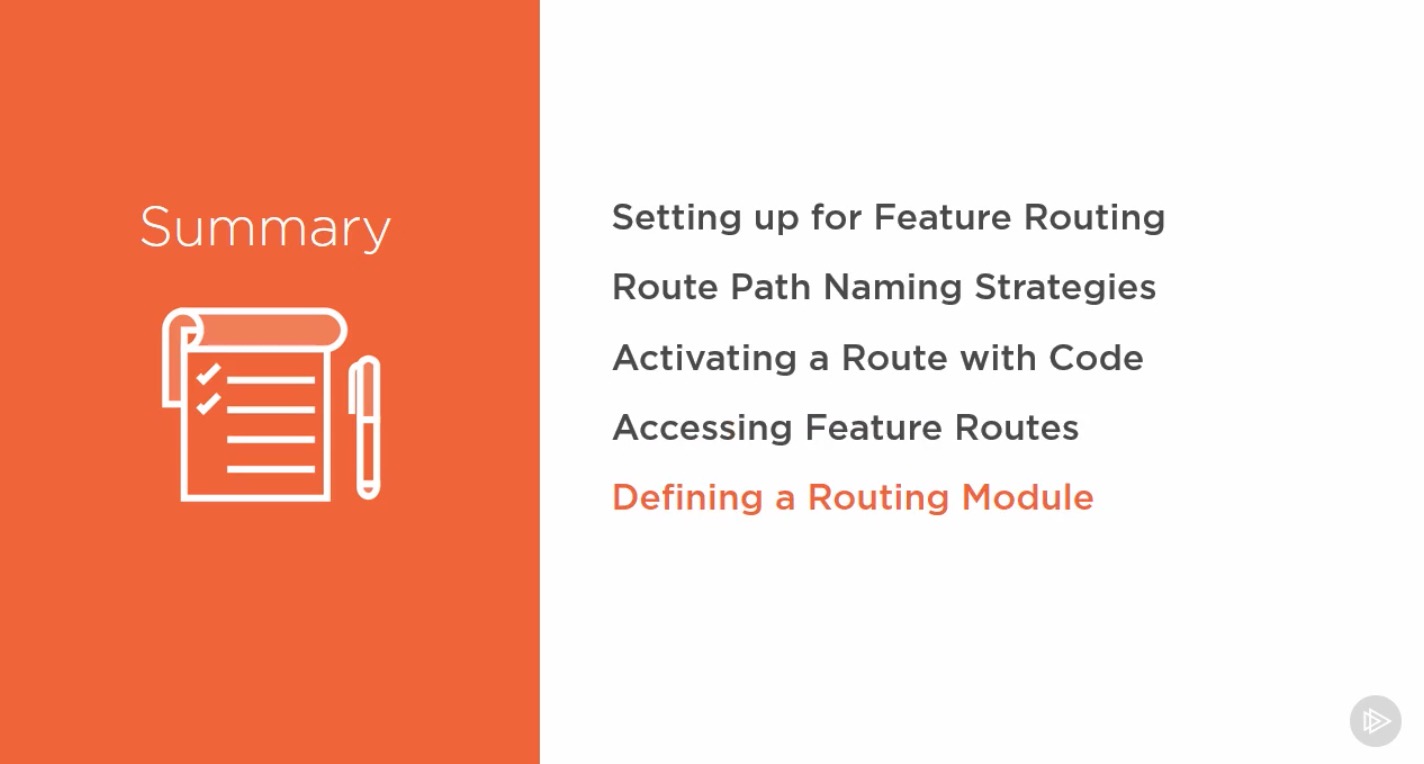 Summary
Setting up for Feature Routing
Route Path Naming Strategies
Activating a Route with Code
Accessing Feature Routes
Defining a Routing Module